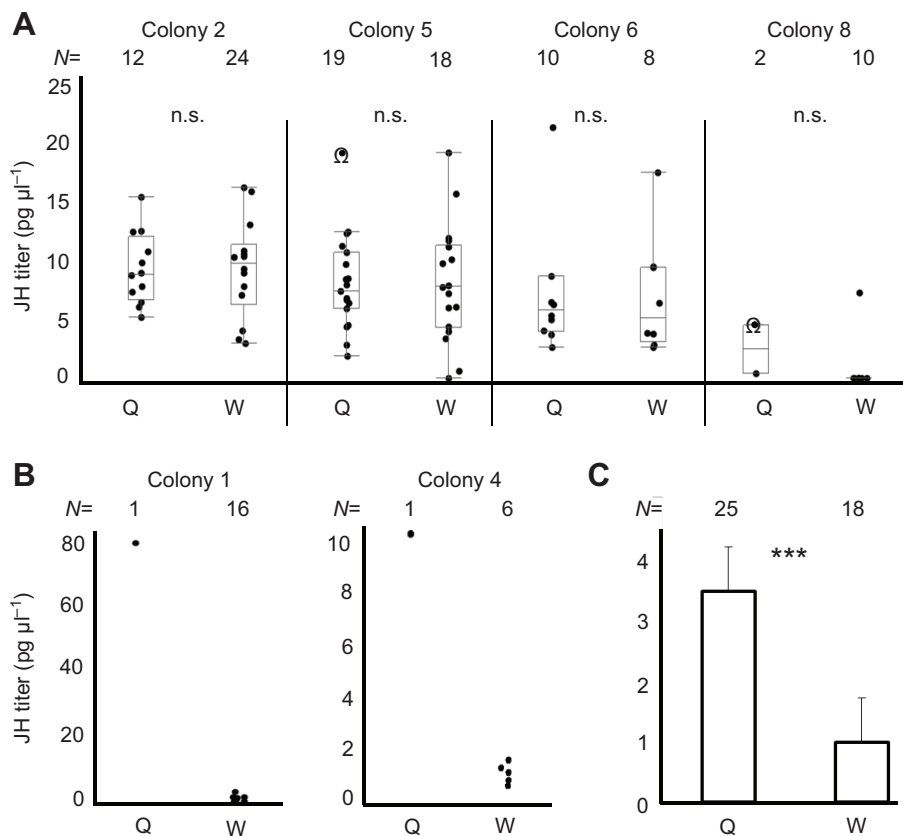 A
Colony 2 Colony 5 Colony 6 Colony 8
N= 12 24 19 18 10 8 2 10
25
n.s. n.s. n.s. n.s.
20
15
10
5
0
JH titer (pg µl⁻¹)
Ω
Ω
Q W Q W Q W Q W
B
Colony 1 Colony 4
N= 1 16 N= 1 6
80
60
40
20
0
JH titer (pg µl⁻¹)
Q W
10
8
6
4
2
0
Q W
C
N= 25 18
***
4
3
2
1
0
Q W